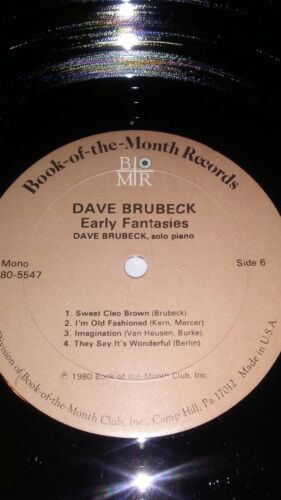 Book-of-the-Month Records
B O
M R
DAVE BRUBECK
Early Fantasies
DAVE BRUBECK, solo piano
Mono
80-5547
Side 6
1. Sweet Cleo Brown (Brubeck).
2. I'm Old Fashioned (Kern, Mercer)
3. Imagination (Van Heusen, Burke).
4. They Say It's Wonderful (Berlin).
Ⓟ 1980 Book-of-the-Month Club, Inc.
Division of Book-of-the-Month Club, Inc., Camp Hill, Pa. 17012
Made in U.S.A.